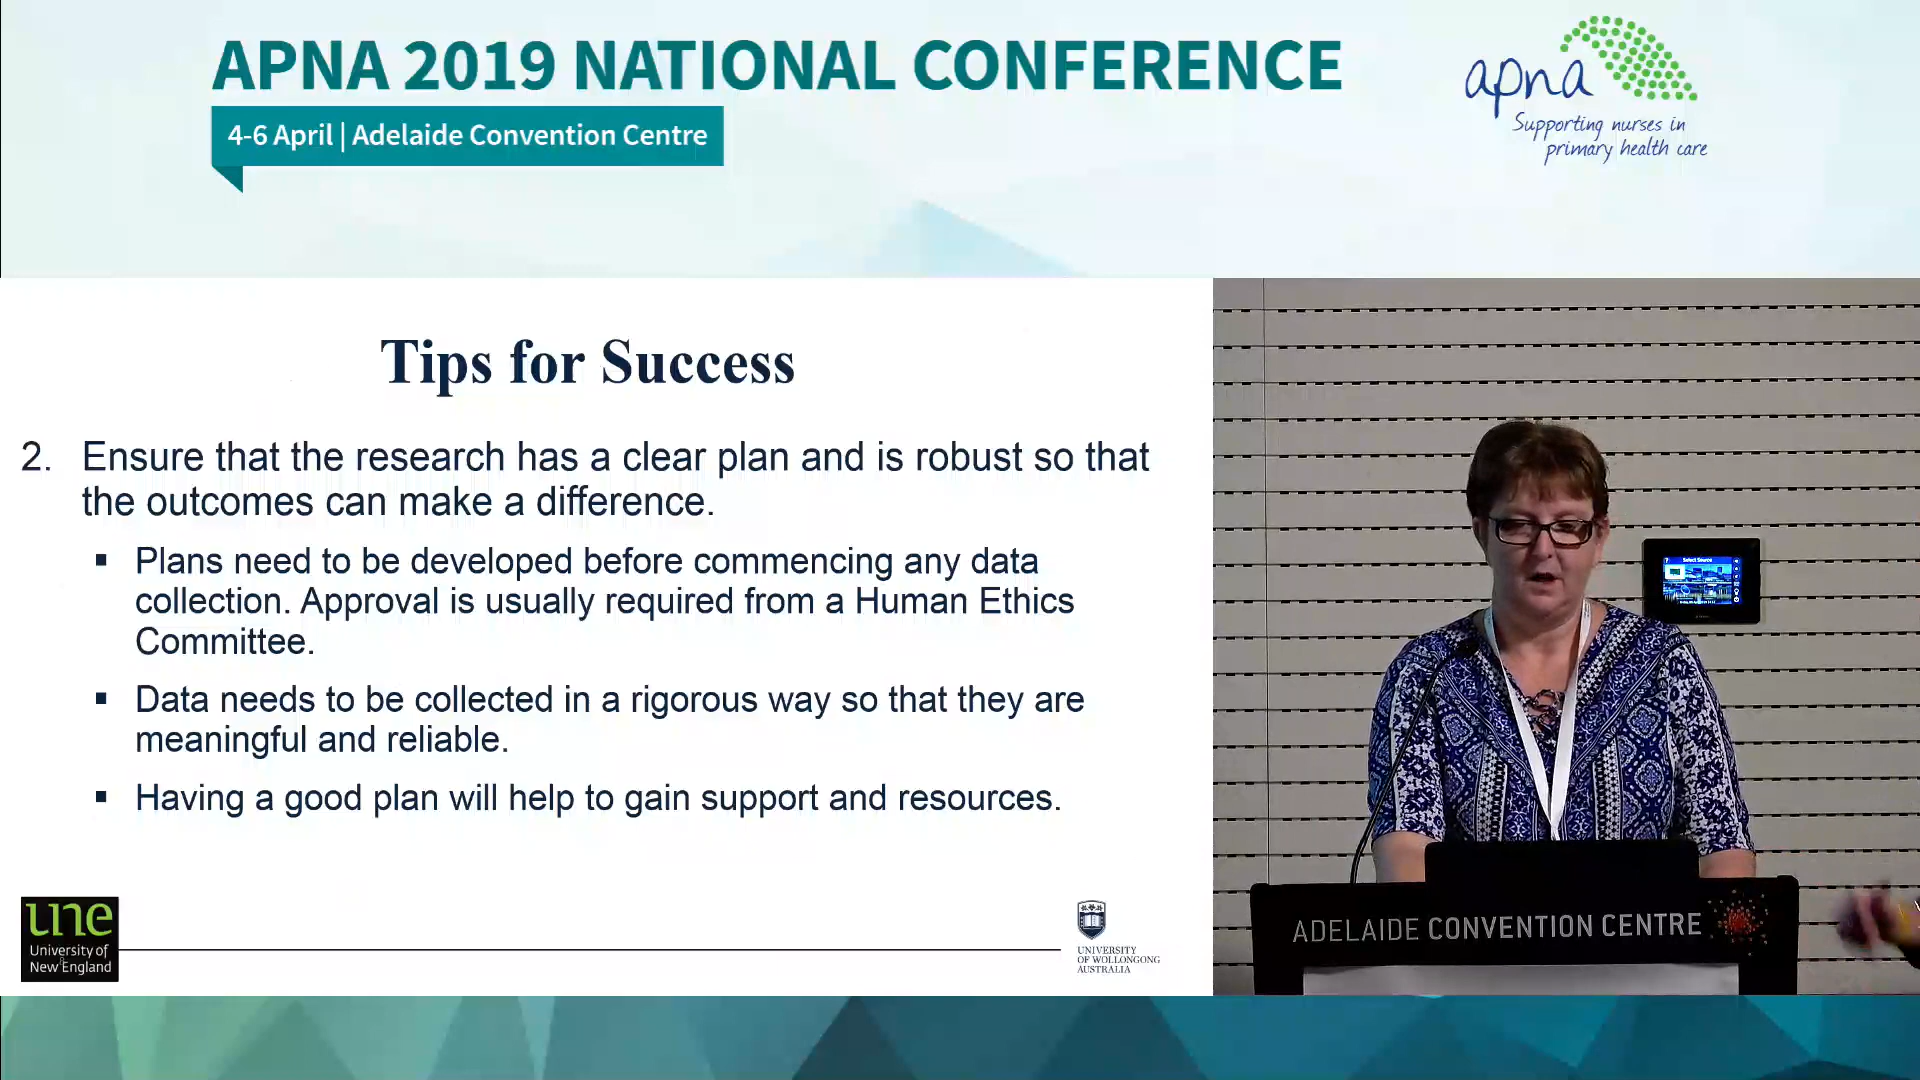 APNA 2019 NATIONAL CONFERENCE
4-6 April | Adelaide Convention Centre
apna
Supporting nurses in
primary health care
Tips for Success
2. Ensure that the research has a clear plan and is robust so that
the outcomes can make a difference.
▪ Plans need to be developed before commencing any data
collection. Approval is usually required from a Human Ethics
Committee.
▪ Data needs to be collected in a rigorous way so that they are
meaningful and reliable.
▪ Having a good plan will help to gain support and resources.
une
University of
New England
UNIVERSITY
OF WOLLONGONG
AUSTRALIA
Select Source
ADELAIDE CONVENTION CENTRE